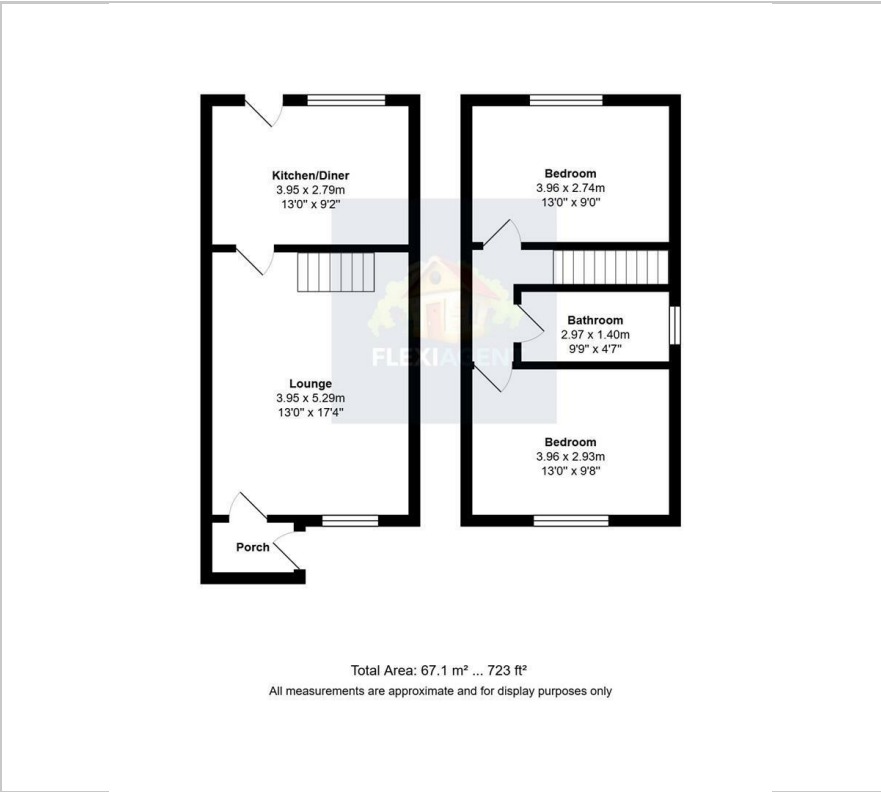 Kitchen/Diner
3.95 x 2.79m
13'0" x 9'2"
Bedroom
3.96 x 2.74m
13'0" x 9'0"
Bathroom
2.97 x 1.40m
9'9" x 4'7"
FLEXIAGENT
Lounge
3.95 x 5.29m
13'0" x 17'4"
Bedroom
3.96 x 2.93m
13'0" x 9'8"
Porch
Total Area: 67.1 m² ... 723 ft²
All measurements are approximate and for display purposes only